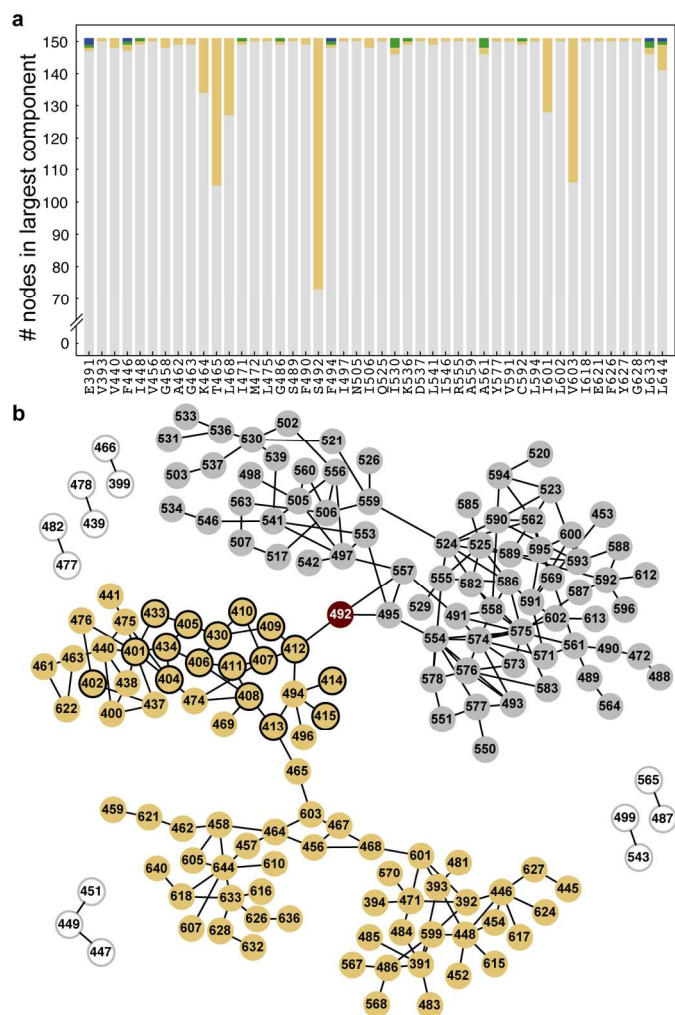 a
# nodes in largest component
150
140
130
120
110
100
90
80
70
0
E391 V393 V440 F446 I448 V456 G458 A462 G463 K464 T465 L468 I471 M472 L475 G486 S489 F490 S492 F494 I497 N505 I506 Q525 I530 K536 D537 L541 I546 R555 A559 A561 Y577 V591 C592 L594 I601 L602 V603 I618 E621 F626 Y627 G628 L633 L644
b
533 502
531 536 530 521
466 539 526 520
399 503 537 498 560 556 594
478 505 559 585 523
439 534 563 506 590 562 453
482 546 541 553 524 525 600 588
477 507 517 542 497 589 595 593
557 555 582 586 569 592 612
441 433 410 529 558 591 587 596
476 475 405 409 492 495 491 575 602 613
440 401 434 430 412 554 574 561 490 472
461 463 406 411 407 573 571 488
402 438 404 408 494 414 578 576 583 489
622 400 437 474 415 551 577 493 564
469 413 496 550
465 565
459 621 603 499 487
462 458 464 467 543
457 456 468
605 644 610 601 481 627
640 570 393 446 445
451 618 633 616 394 471 392 624
449 607 626 636 485 484 599 448 454 617
447 628 632 567 486 391 452 615
568 483